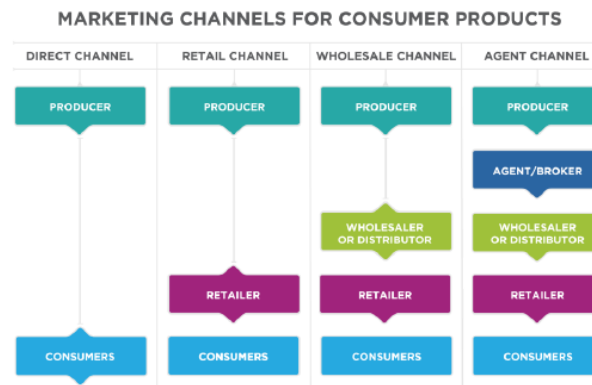 MARKETING CHANNELS FOR CONSUMER PRODUCTS
DIRECT CHANNEL RETAIL CHANNEL WHOLESALE CHANNEL AGENT CHANNEL
PRODUCER PRODUCER PRODUCER PRODUCER
AGENT/BROKER
WHOLESALER WHOLESALER
OR DISTRIBUTOR OR DISTRIBUTOR
RETAILER RETAILER RETAILER
CONSUMERS CONSUMERS CONSUMERS CONSUMERS